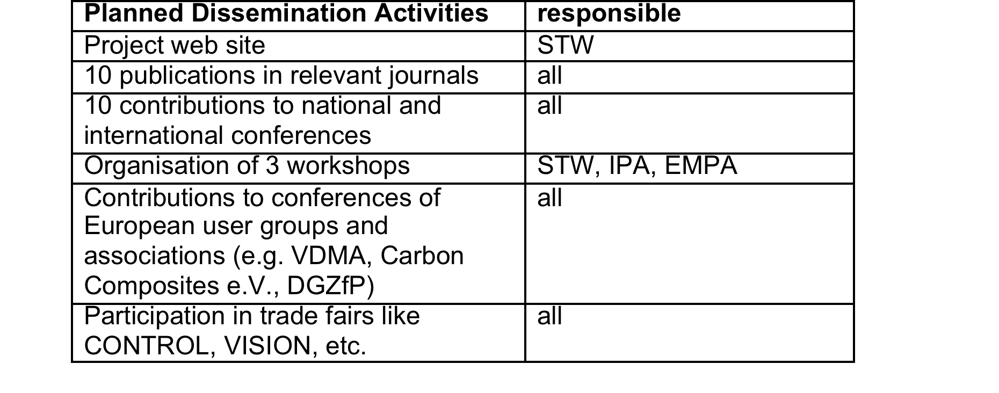 Planned Dissemination Activities responsible
Project web site STW
10 publications in relevant journals all
10 contributions to national and all
international conferences
Organisation of 3 workshops STW, IPA, EMPA
Contributions to conferences of all
European user groups and
associations (e.g. VDMA, Carbon
Composites e.V., DGZfP)
Participation in trade fairs like all
CONTROL, VISION, etc.